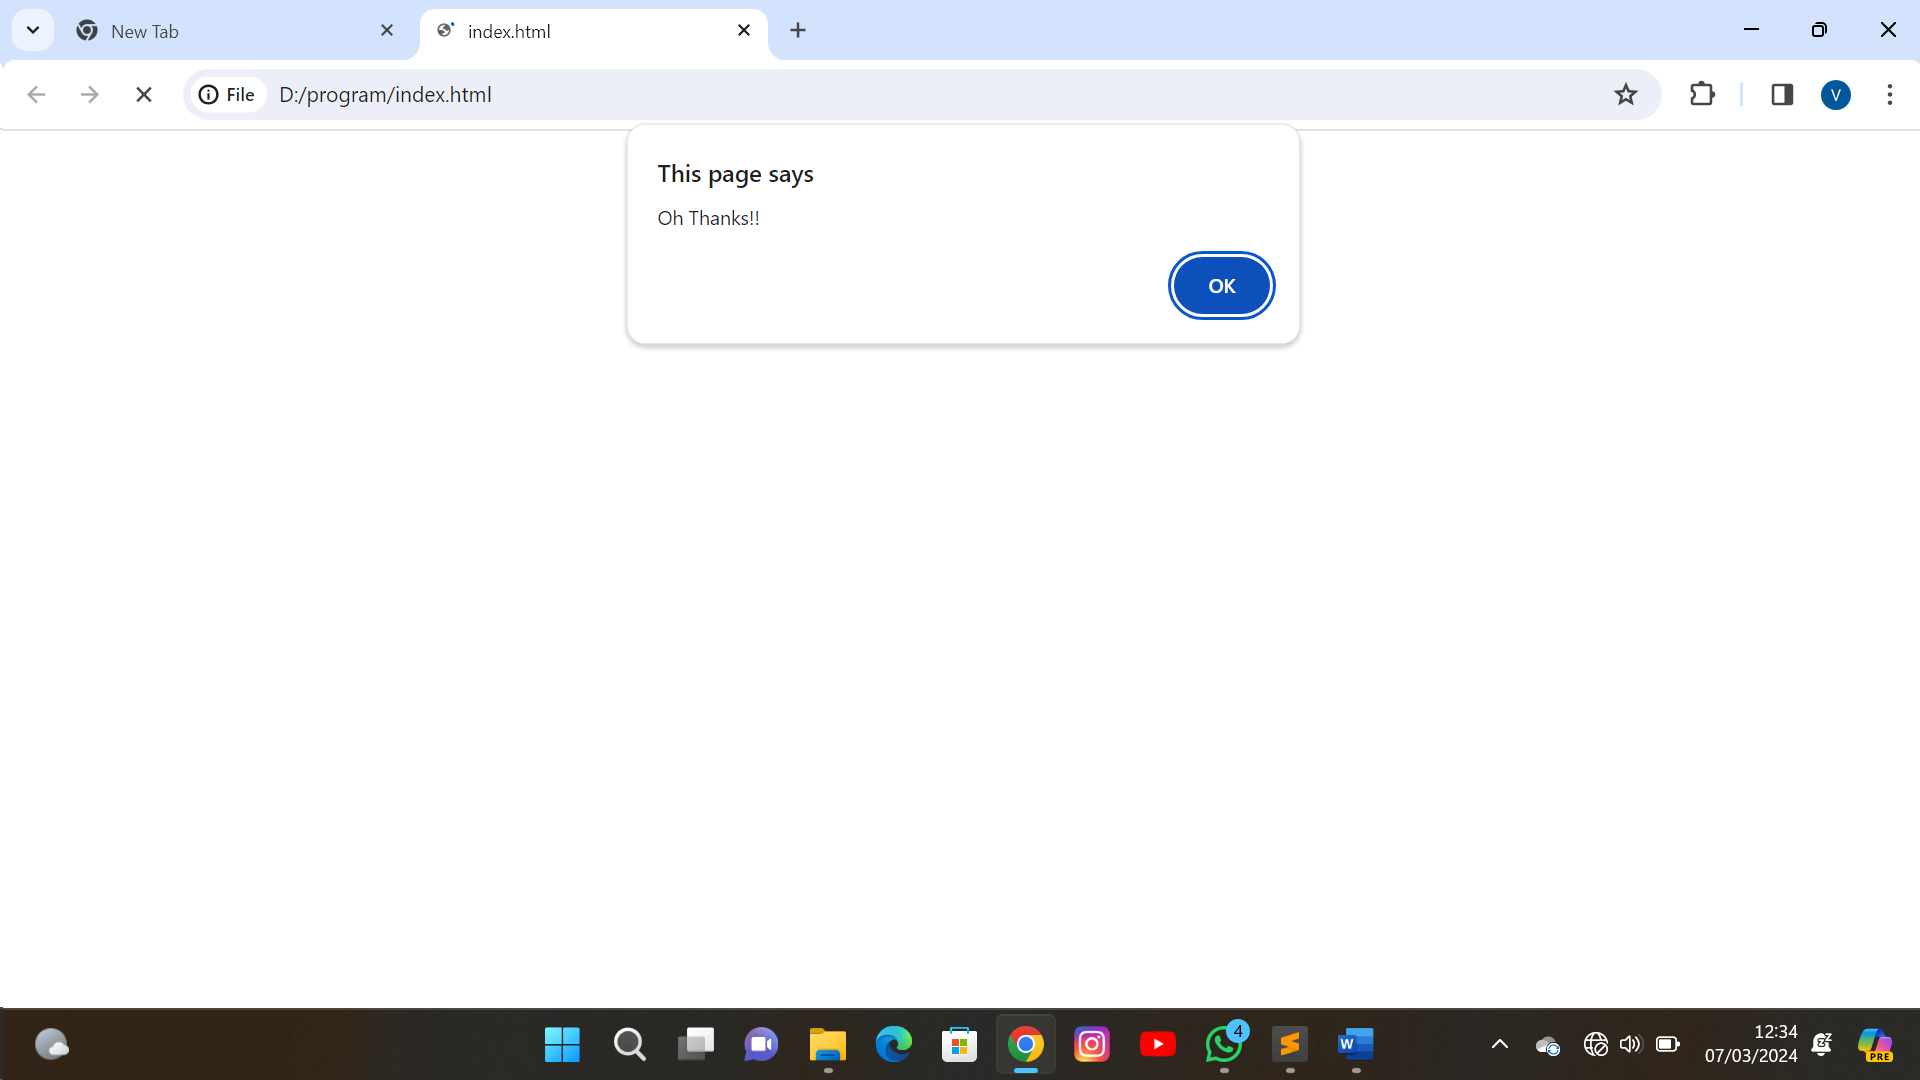 New Tab
index.html
File
D:/program/index.html
V
This page says
Oh Thanks!!
OK
4
W
12:34
07/03/2024
PRE